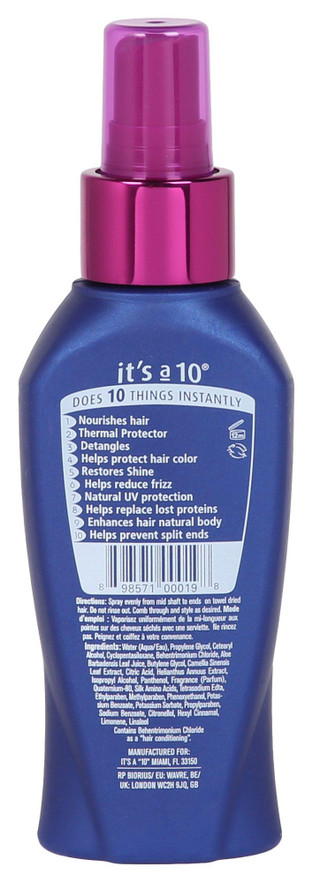 it's a 10®
DOES 10 THINGS INSTANTLY
1 Nourishes hair
2 Thermal Protector
3 Detangles
4 Helps protect hair color
5 Restores Shine
6 Helps reduce frizz
7 Natural UV protection
8 Helps replace lost proteins
9 Enhances hair natural body
10 Helps prevent split ends
12m
8 98571 00019 8
Directions: Spray evenly from mid shaft to ends on towel dried
hair. Do not rinse out. Comb through and style as desired. Mode
d'emploi : Vaporisez uniformément de la mi-longueur aux
pointes sur des cheveux séchés avec une serviette. Ne rincez
pas. Peignez et coiffez à votre convenance.
Ingredients: Water (Aqua/Eau), Propylene Glycol, Cetearyl
Alcohol, Cyclopentasiloxane, Behentrimonium Chloride, Aloe
Barbadensis Leaf Juice, Butylene Glycol, Camellia Sinensis
Leaf Extract, Citric Acid, Helianthus Annuus Extract,
Isopropyl Alcohol, Panthenol, Fragrance (Parfum),
Quaternium-80, Silk Amino Acids, Tetrasodium Edta,
Ethylparaben, Methylparaben, Phenoxyethanol, Potas-
sium Benzoate, Potassium Sorbate, Propylparaben,
Sodium Benzoate, Citronellol, Hexyl Cinnamal,
Limonene, Linalool
Contains Behentrimonium Chloride
as a "hair conditioning".
MANUFACTURED FOR:
IT'S A "10" MIAMI, FL 33150
RP BIORIUS/ EU: WAVRE, BE/
UK: LONDON WC2H 9JQ, GB